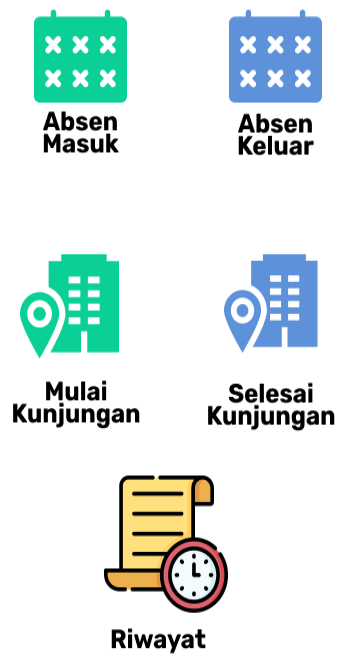 Absen
Masuk
Absen
Keluar
Mulai
Kunjungan
Selesai
Kunjungan
Riwayat